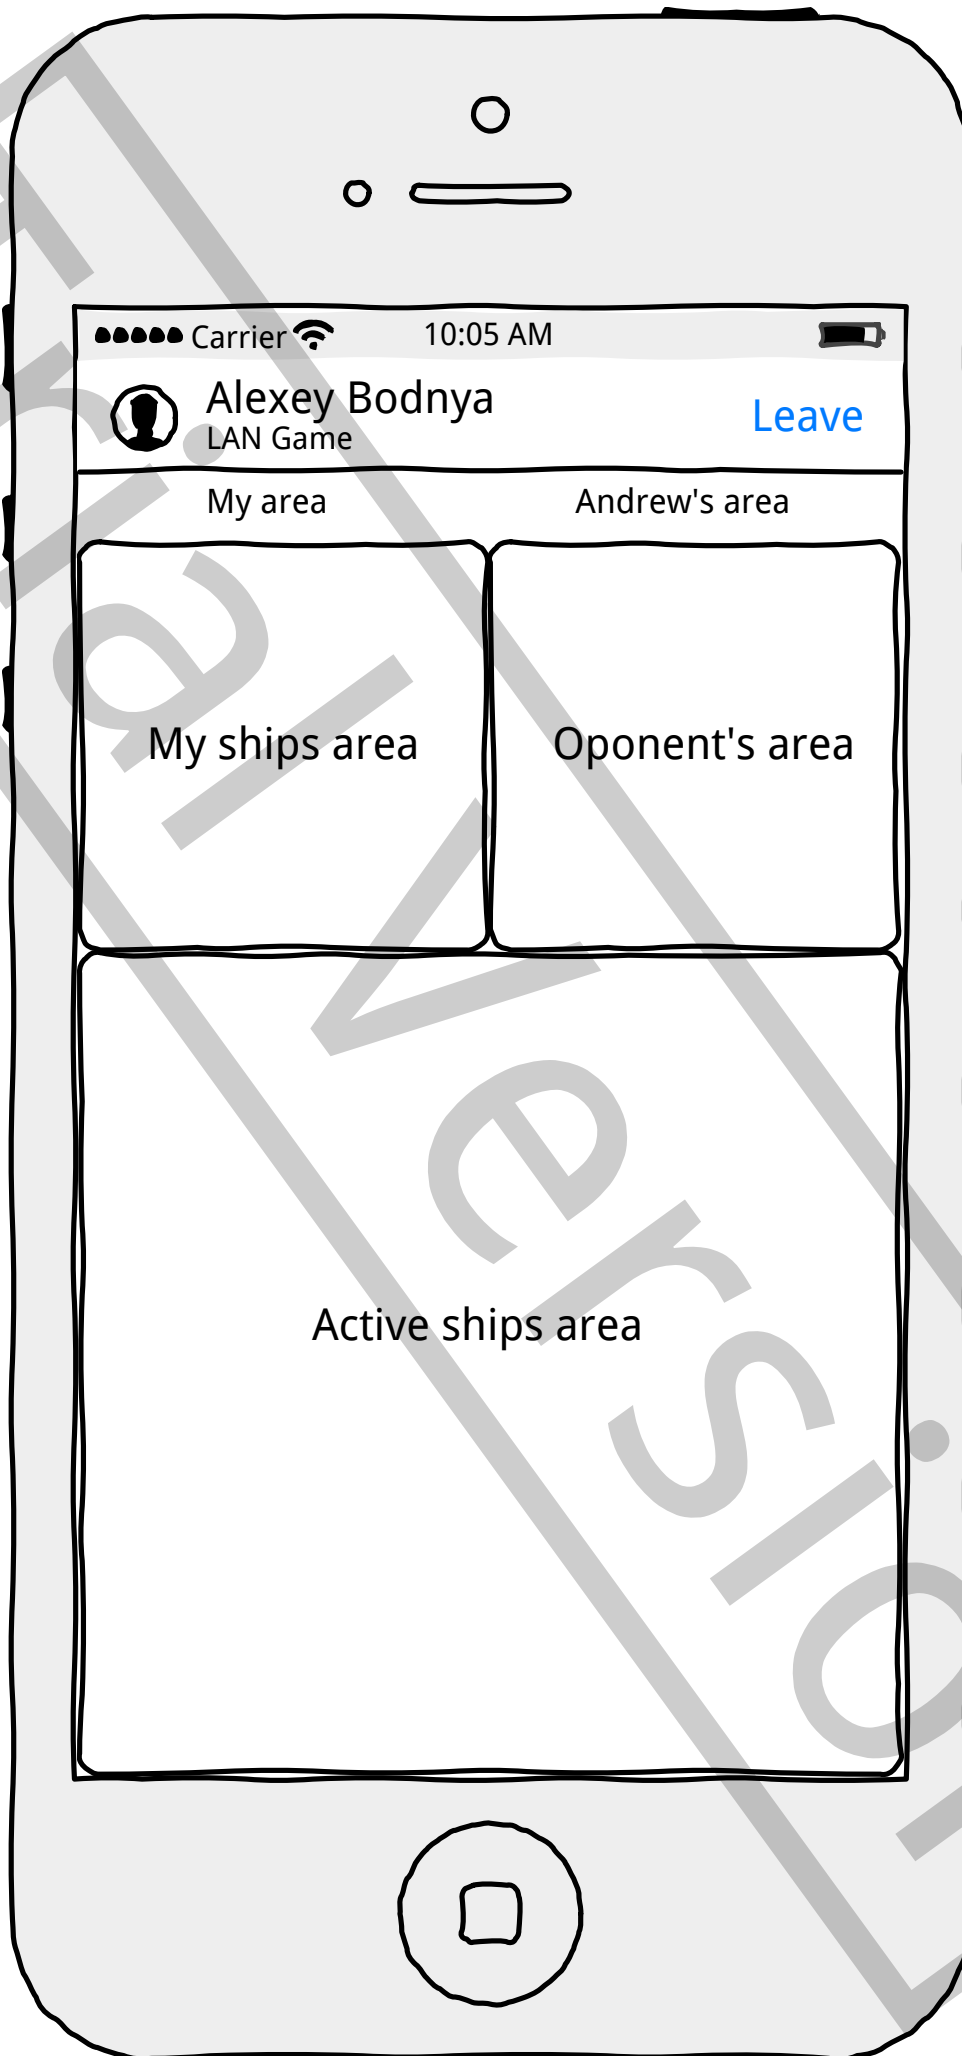 Carrier 10:05 AM
Alexey Bodnya
LAN Game
Leave
My area Andrew's area
My ships area Oponent's area
Active ships area
Trial Version